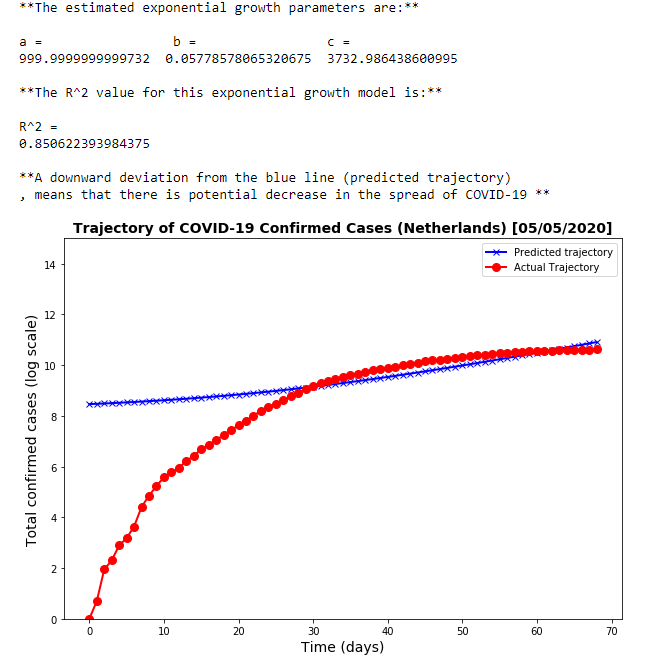 **The estimated exponential growth parameters are:**
a = b = c =
999.9999999999732 0.05778578065320675 3732.986438600995
**The R^2 value for this exponential growth model is:**
R^2 =
0.850622393984375
**A downward deviation from the blue line (predicted trajectory)
, means that there is potential decrease in the spread of COVID-19 **
Trajectory of COVID-19 Confirmed Cases (Netherlands) [05/05/2020]
Predicted trajectory
Actual Trajectory
Total confirmed cases (log scale)
14
12
10
8
6
4
2
0
0 10 20 30 40 50 60 70
Time (days)